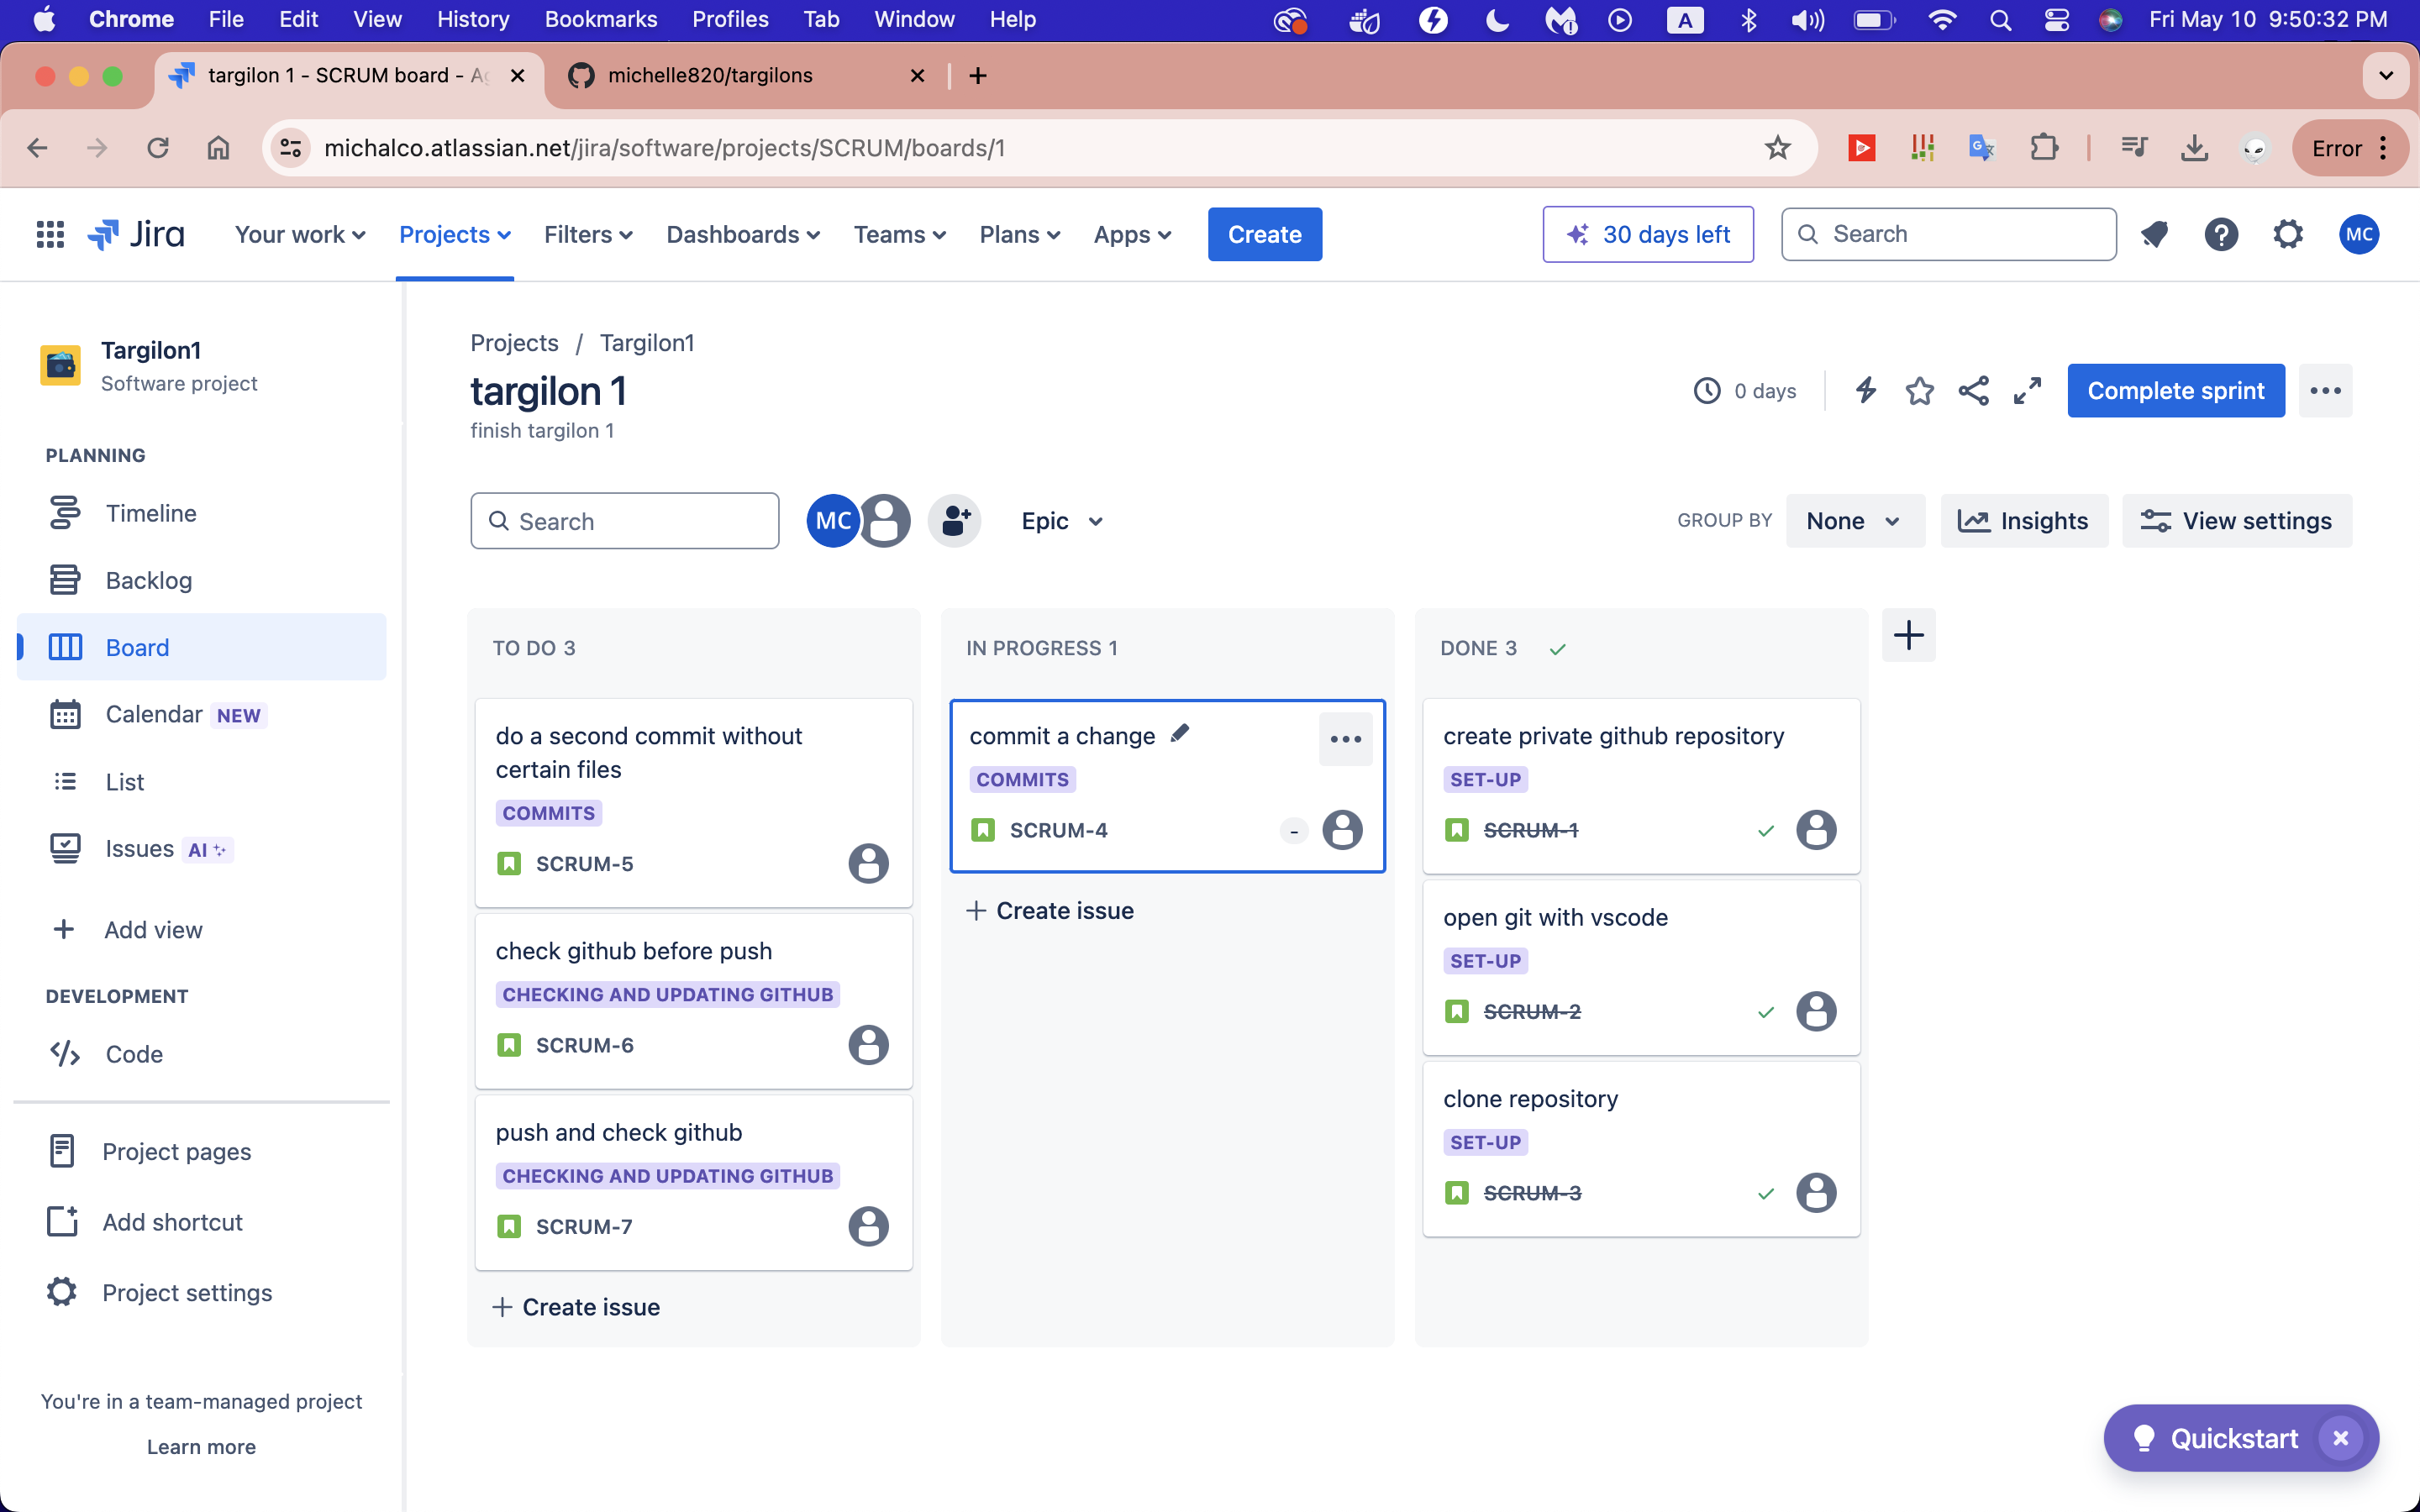 Chrome File Edit View History Bookmarks Profiles Tab Window Help A Fri May 10 9:50:32 PM
targilon 1 - SCRUM board - Ag
michelle820/targilons
michalco.atlassian.net/jira/software/projects/SCRUM/boards/1
Error
Jira Your work Projects Filters Dashboards Teams Plans Apps Create 30 days left Search MC
Targilon1
Software project
PLANNING
Timeline
Backlog
Board
Calendar NEW
List
Issues AI
Add view
DEVELOPMENT
Code
Project pages
Add shortcut
Project settings
You're in a team-managed project
Learn more
Projects / Targilon1
targilon 1
finish targilon 1
0 days
Complete sprint
Search
MC
Epic
GROUP BY None Insights View settings
TO DO 3
do a second commit without
certain files
COMMITS
SCRUM-5
check github before push
CHECKING AND UPDATING GITHUB
SCRUM-6
push and check github
CHECKING AND UPDATING GITHUB
SCRUM-7
+ Create issue
IN PROGRESS 1
commit a change
COMMITS
SCRUM-4 -
+ Create issue
DONE 3
create private github repository
SET-UP
SCRUM-1
open git with vscode
SET-UP
SCRUM-2
clone repository
SET-UP
SCRUM-3
Quickstart